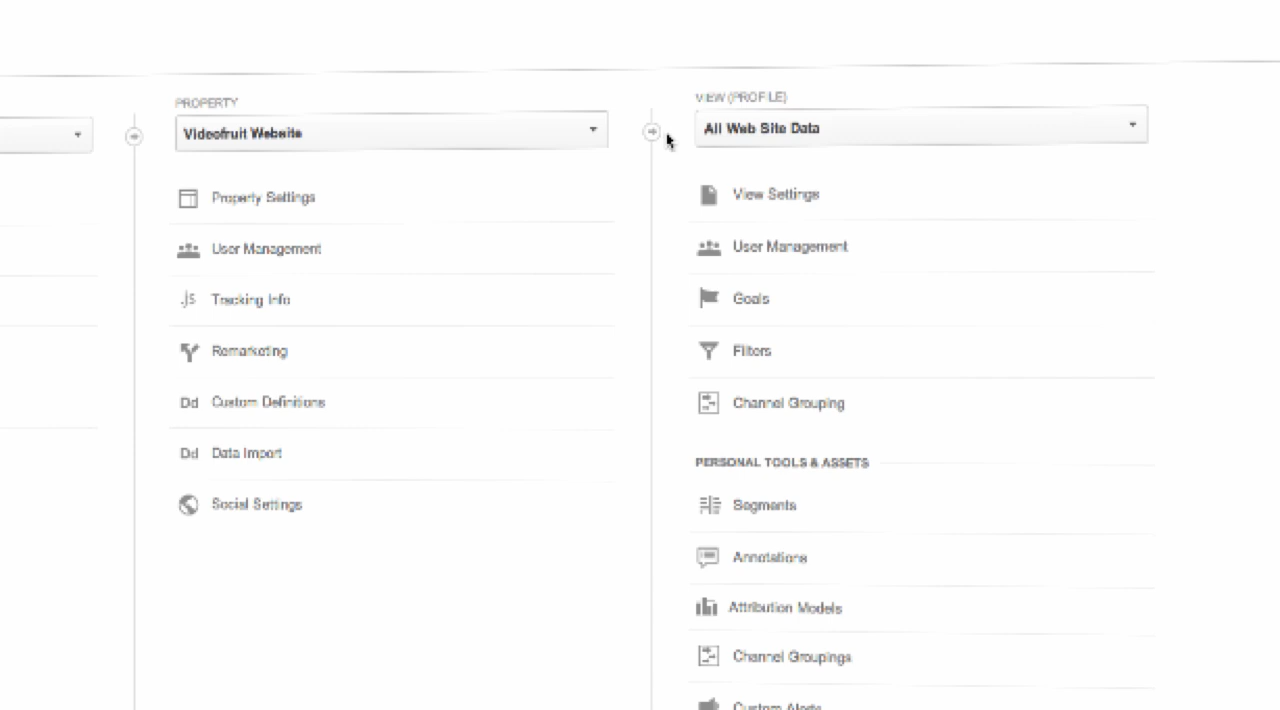 PROPERTY
Videofruit Website
Property Settings
User Management
.js Tracking Info
Remarketing
Dd Custom Definitions
Dd Data Import
Social Settings
VIEW (PROFILE)
All Web Site Data
View Settings
User Management
Goals
Filters
Channel Grouping
PERSONAL TOOLS & ASSETS
Segments
Annotations
Attribution Models
Channel Groupings
Custom Alerts